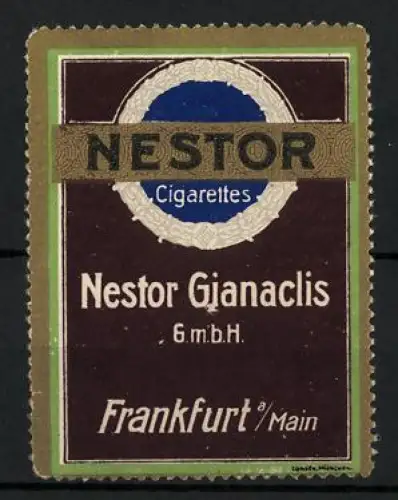 NESTOR
Cigarettes
Nestor Gianaclis
G.m.b.H.
Frankfurt a/Main